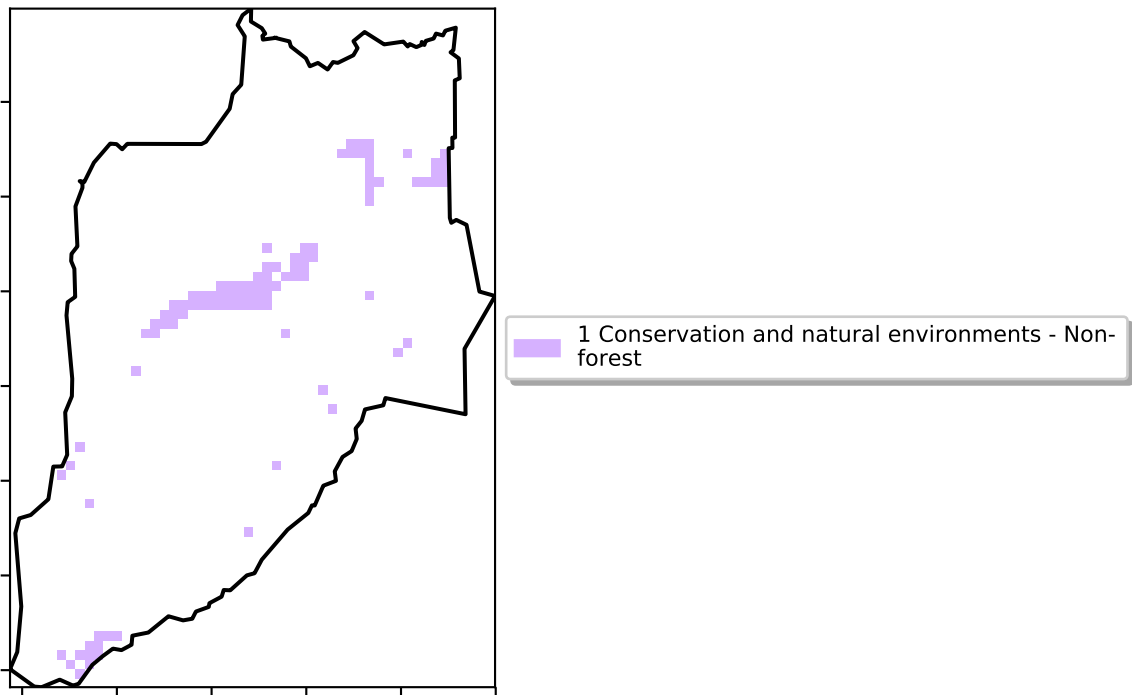 1 Conservation and natural environments - Non-
forest